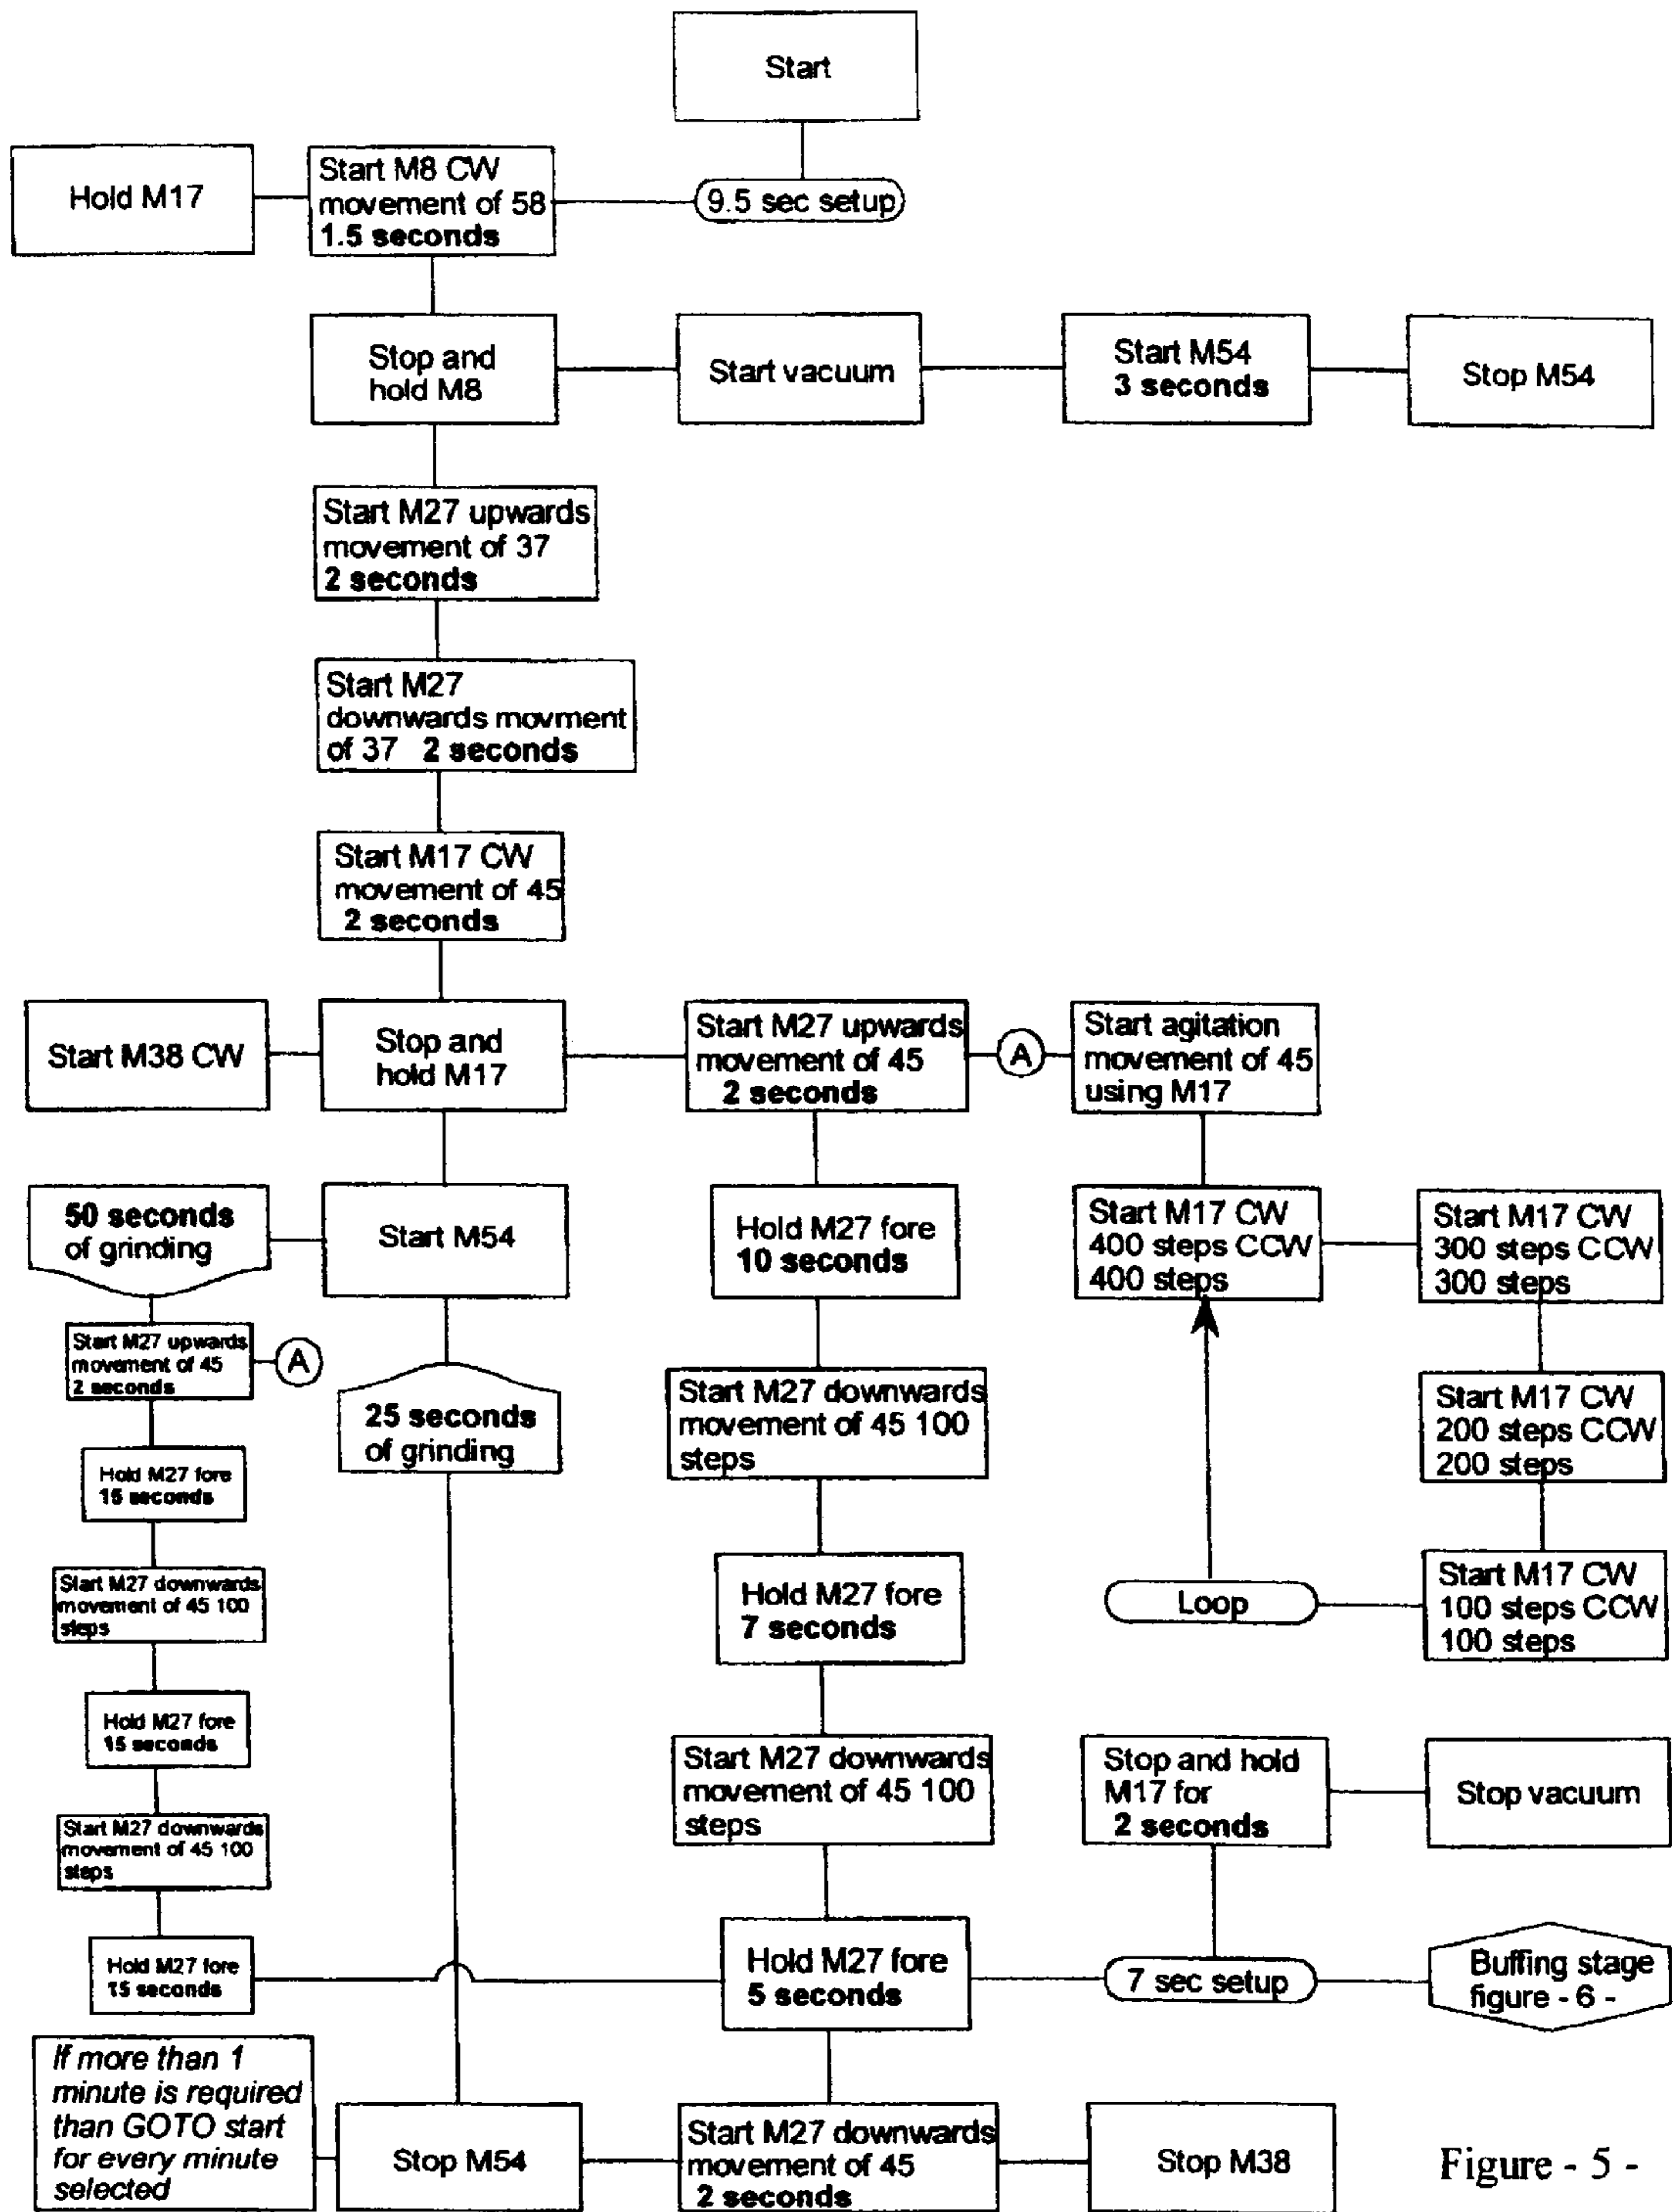 Start
9.5 sec setup
Hold M17
Start M8 CW
movement of 58
1.5 seconds
Stop and
hold M8
Start vacuum
Start M54
3 seconds
Stop M54
Start M27 upwards
movement of 37
2 seconds
Start M27
downwards movment
of 37 2 seconds
Start M17 CW
movement of 45
2 seconds
Start M38 CW
Stop and
hold M17
Start M27 upwards
movement of 45
2 seconds
A
Start agitation
movement of 45
using M17
50 seconds
of grinding
Start M54
Hold M27 fore
10 seconds
Start M17 CW
400 steps CCW
400 steps
Start M17 CW
300 steps CCW
300 steps
Start M27 upwards
movement of 45
2 seconds
A
25 seconds
of grinding
Start M27 downwards
movement of 45 100
steps
Start M17 CW
200 steps CCW
200 steps
Hold M27 fore
15 seconds
Start M27 downwards
movement of 45 100
steps
Hold M27 fore
7 seconds
Loop
Start M17 CW
100 steps CCW
100 steps
Hold M27 fore
15 seconds
Start M27 downwards
movement of 45 100
steps
Stop and hold
M17 for
2 seconds
Stop vacuum
Start M27 downwards
movement of 45 100
steps
Hold M27 fore
15 seconds
Hold M27 fore
5 seconds
7 sec setup
Buffing stage
figure - 6 -
If more than 1
minute is required
than GOTO start
for every minute
selected
Stop M54
Start M27 downwards
movement of 45
2 seconds
Stop M38
Figure - 5 -